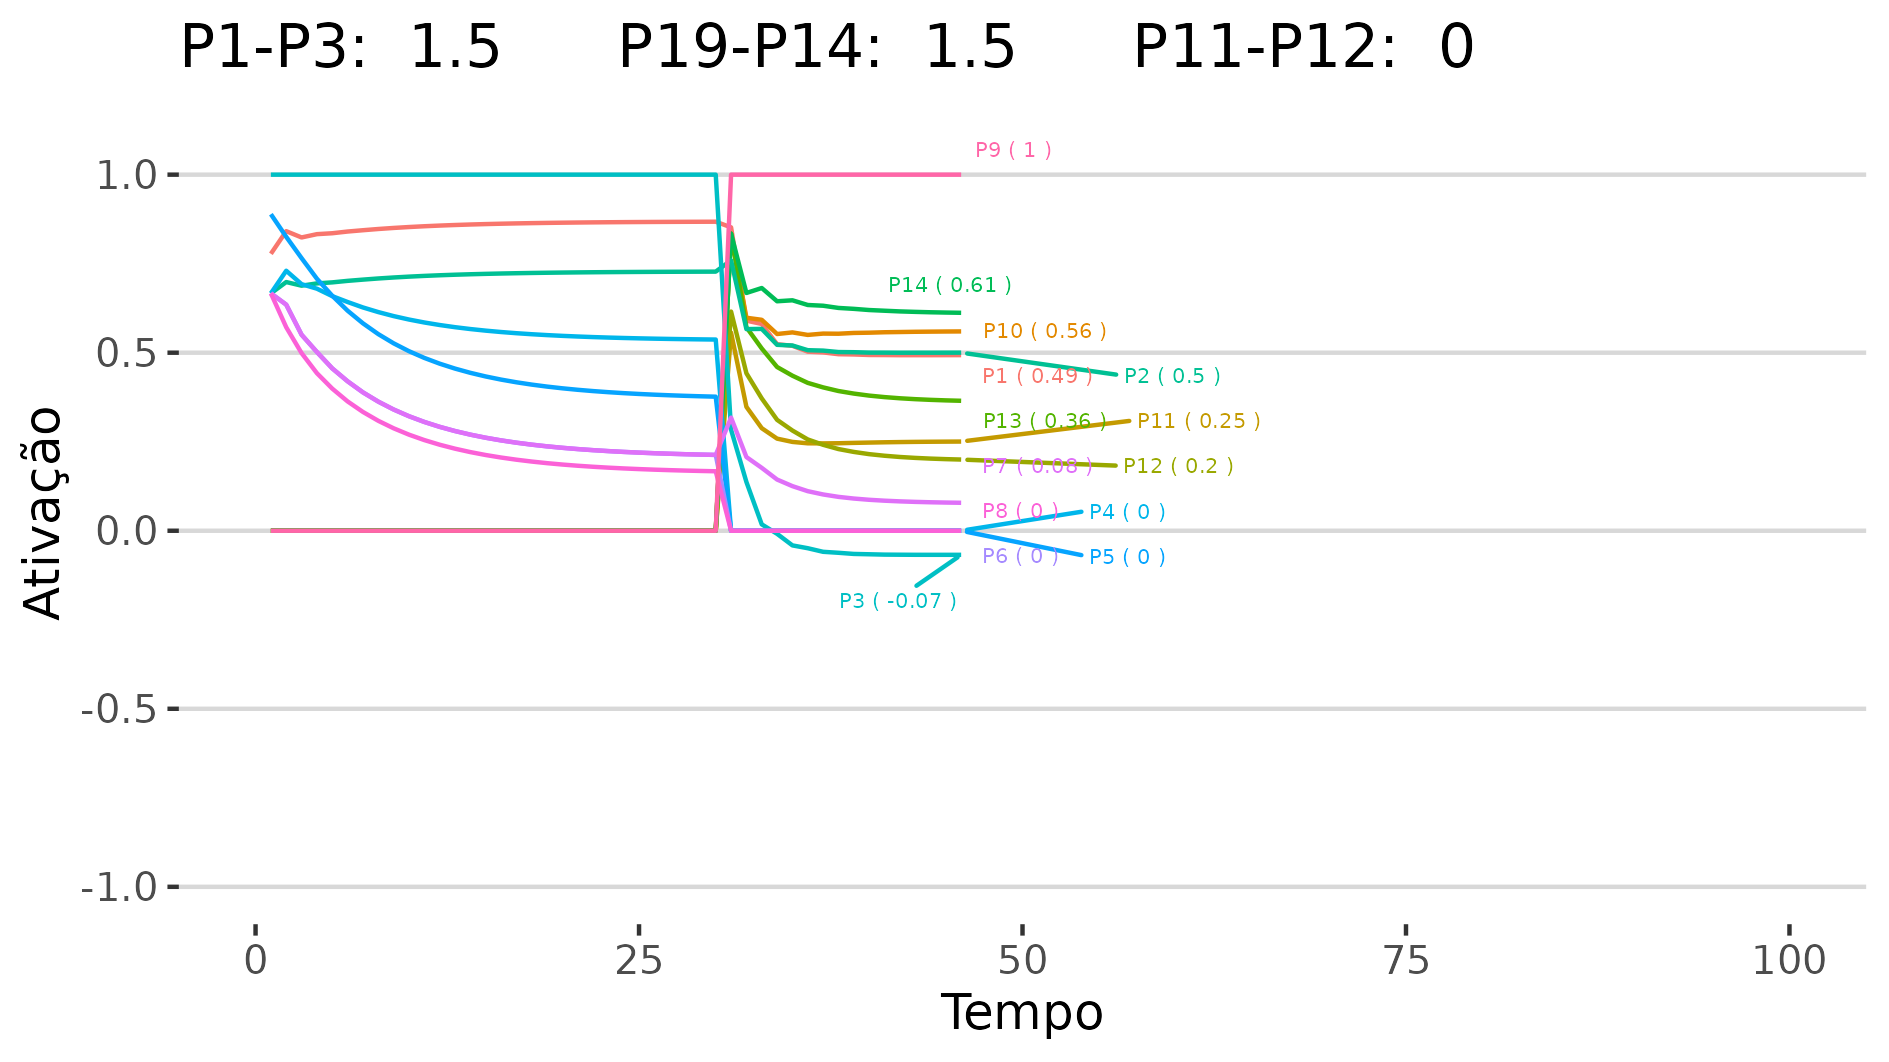 P1-P3:  1.5    P19-P14:  1.5    P11-P12:  0
P9 ( 1 )
1.0
P14 ( 0.61 )
P10 ( 0.56 )
0.5
P1 ( 0.49 )
P2 ( 0.5 )
P13 ( 0.36 )
P11 ( 0.25 )
P7 ( 0.08 )
P12 ( 0.2 )
P8 ( 0 )
P4 ( 0 )
0.0
P6 ( 0 )
P5 ( 0 )
P3 ( -0.07 )
-0.5
-1.0
Ativação
0
25
50
75
100
Tempo